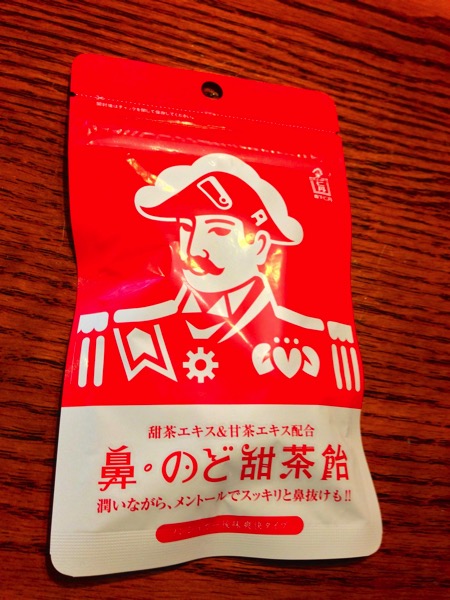 甜茶エキス&甘茶エキス配合
鼻・のど甜茶飴
潤いながら、メントールでスッキリと鼻抜けも!!